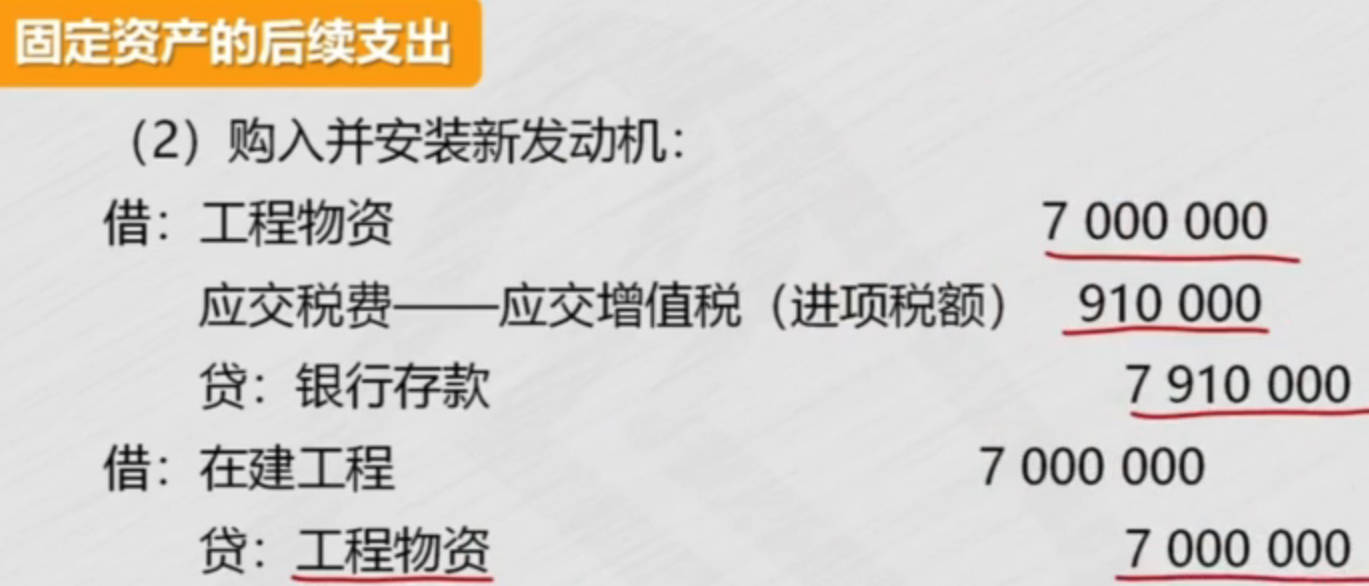 固定资产的后续支出
（2）购入并安装新发动机：
借：工程物资 7 000 000
应交税费——应交增值税（进项税额） 910 000
贷：银行存款 7 910 000
借：在建工程 7 000 000
贷：工程物资 7 000 000